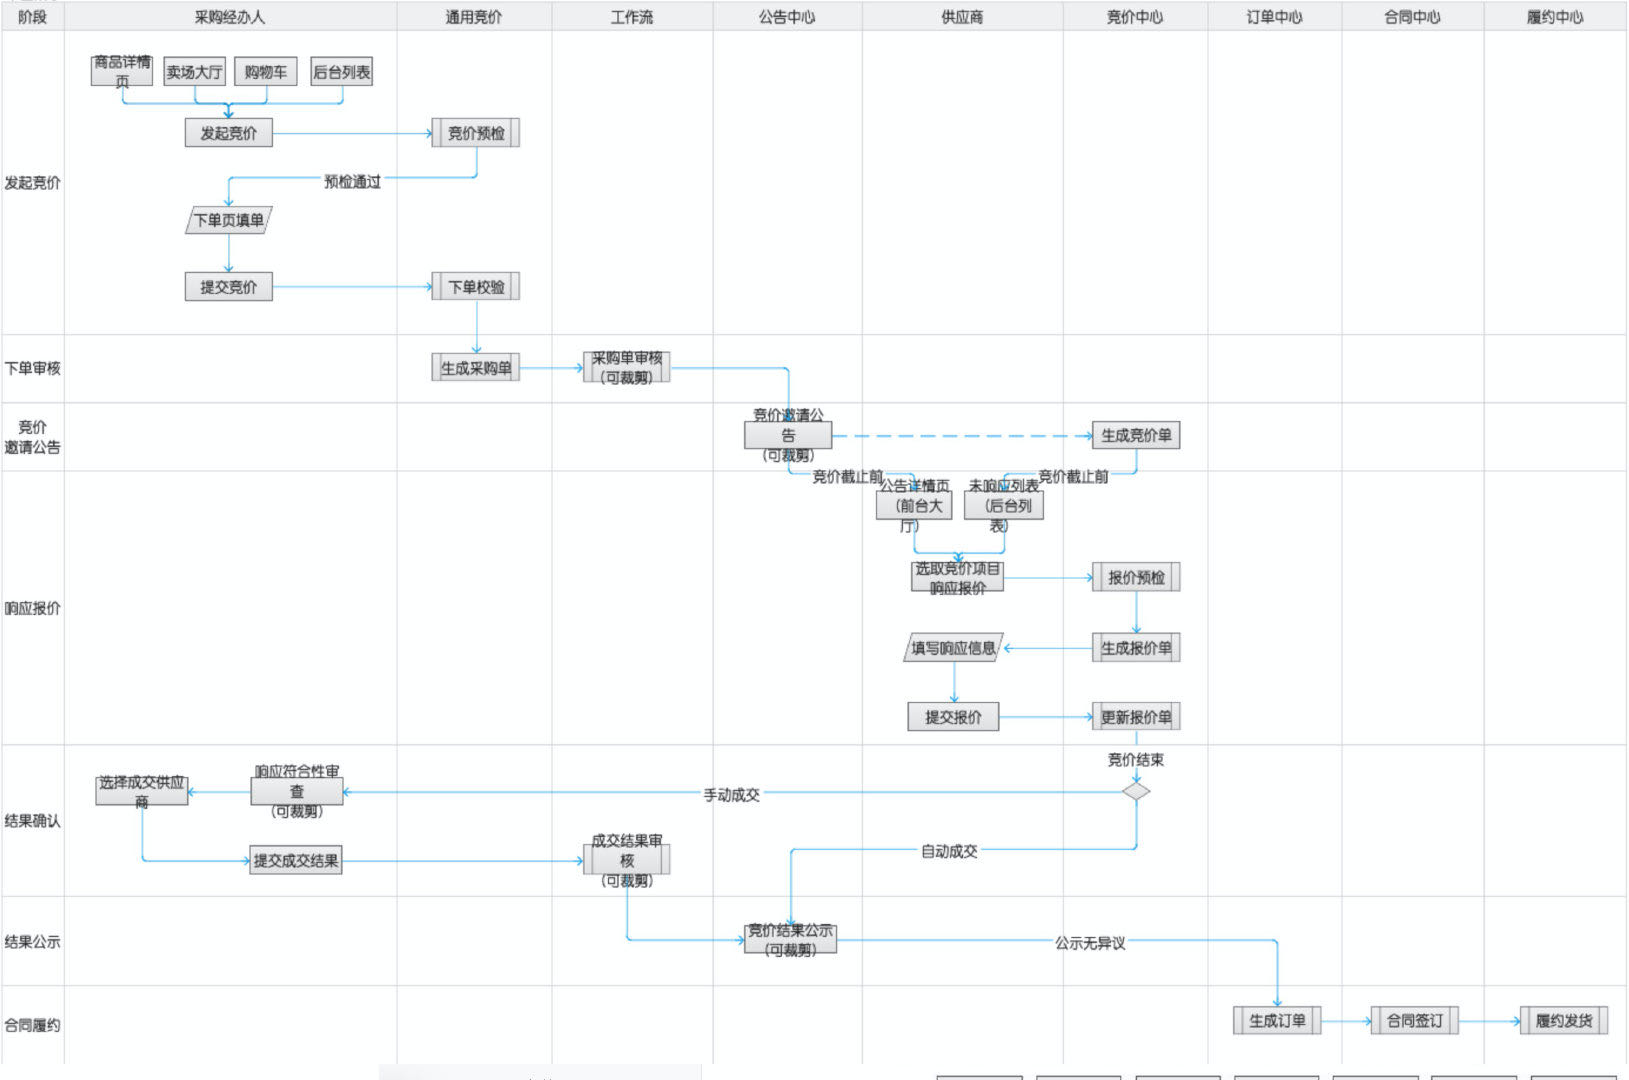 阶段
采购经办人
通用竞价
工作流
公告中心
供应商
竞价中心
订单中心
合同中心
履约中心
发起竞价
商品详情
页
卖场大厅
购物车
后台列表
发起竞价
竞价预检
预检通过
下单页填单
提交竞价
下单校验
下单审核
生成采购单
采购单审核
（可裁剪）
竞价
邀请公告
竞价邀请公
告
（可裁剪）
生成竞价单
竞价截止前
竞价截止前
响应报价
公告详情页
（前台大
厅）
未响应列表
（后台列
表）
选取竞价项目
响应报价
报价预检
填写响应信息
生成报价单
提交报价
更新报价单
竞价结束
结果确认
选择成交供应
商
响应符合性审
查
（可裁剪）
手动成交
提交成交结果
成交结果审
核
（可裁剪）
自动成交
结果公示
竞价结果公示
（可裁剪）
公示无异议
合同履约
生成订单
合同签订
履约发货